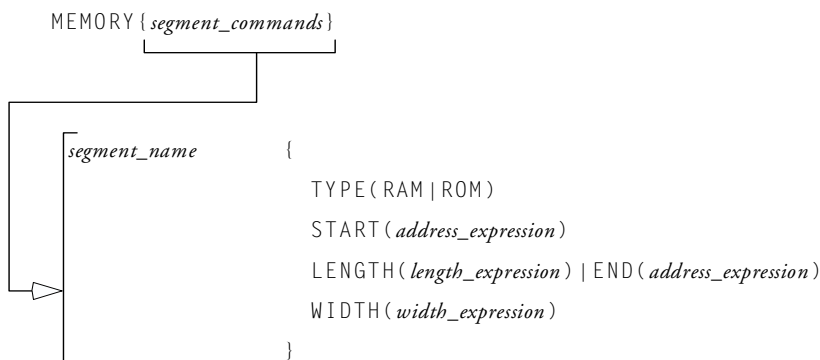 MEMORY{segment_commands}
segment_name {
TYPE(RAM|ROM)
START(address_expression)
LENGTH(length_expression)|END(address_expression)
WIDTH(width_expression)
}